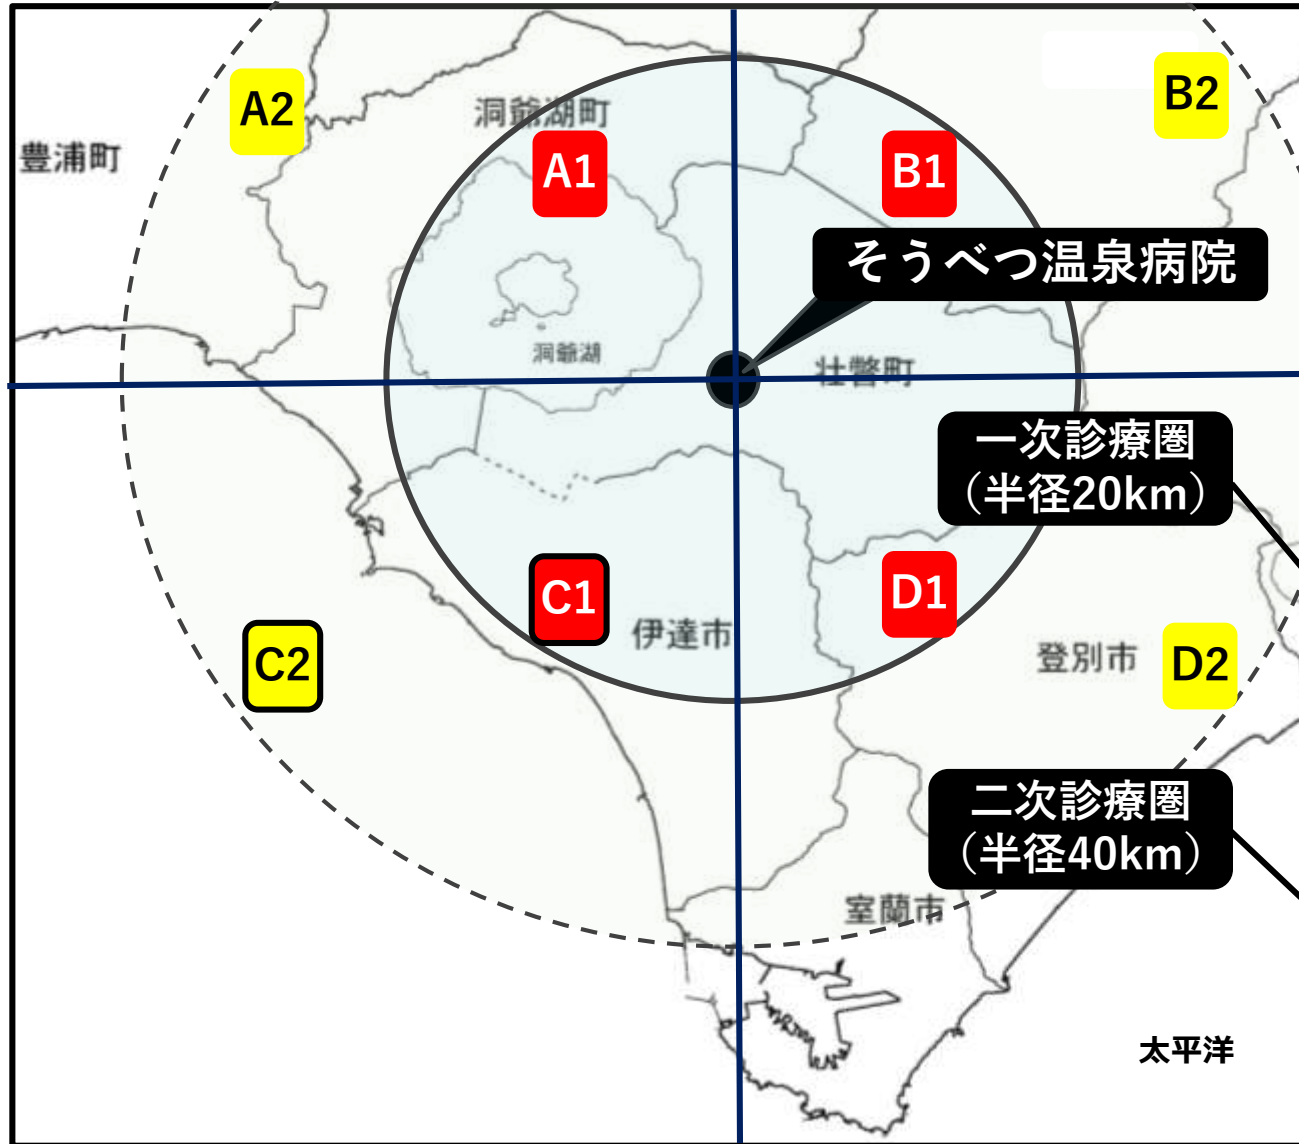 A2
B2
洞爺湖町
豊浦町
A1
B1
そうべつ温泉病院
洞爺湖
壮瞥町
一次診療圏
（半径20km）
C1
D1
伊達市
登別市
C2
D2
二次診療圏
（半径40km）
室蘭市
太平洋